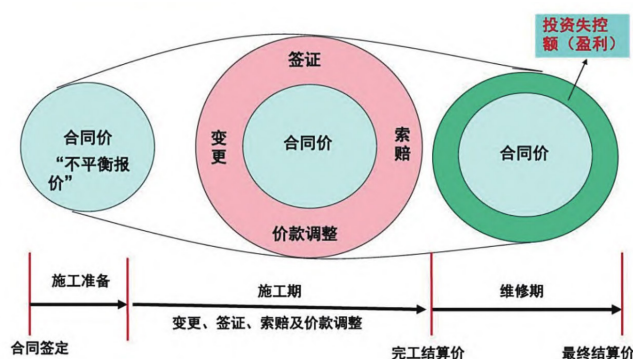 投资失控
额（盈利）
签证
合同价
“不平衡报
价”
变更
合同价
索赔
合同价
价款调整
施工准备
施工期
维修期
变更、签证、索赔及价款调整
合同签定
完工结算价
最终结算价